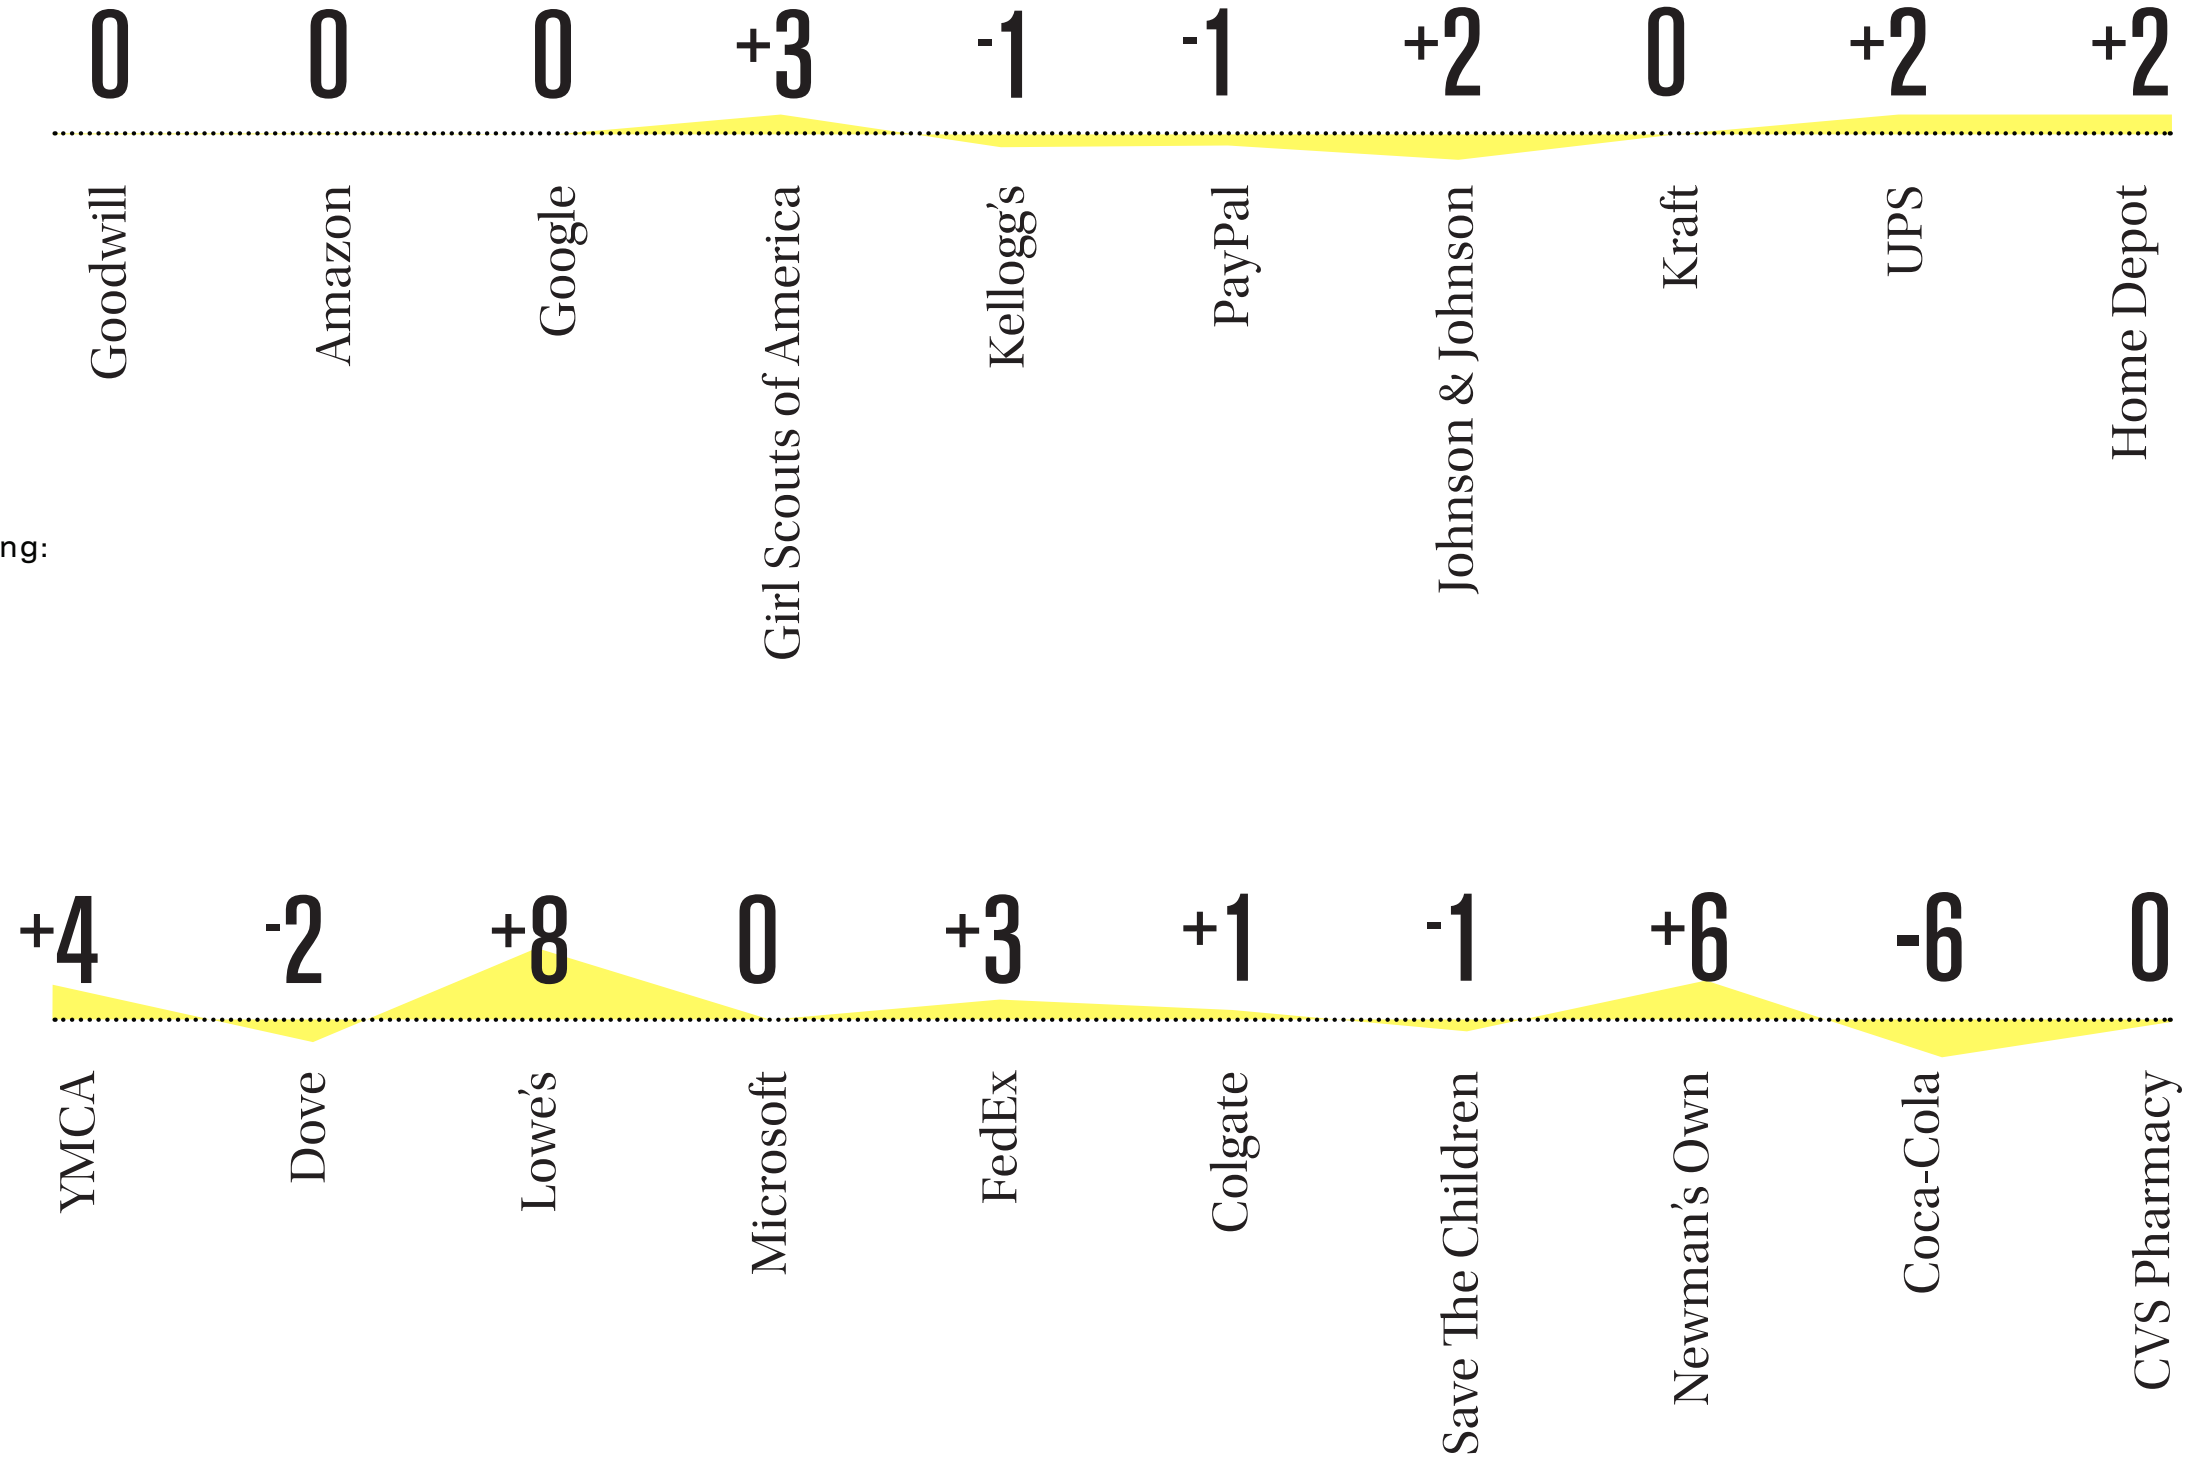 0 0 0 +3 -1 -1 +2 0 +2 +2
Goodwill
Amazon
Google
Girl Scouts of America
Kellogg's
PayPal
Johnson & Johnson
Kraft
UPS
Home Depot
ng:
+4 -2 +8 0 +3 +1 -1 +6 -6 0
YMCA
Dove
Lowe's
Microsoft
FedEx
Colgate
Save The Children
Newman's Own
Coca-Cola
CVS Pharmacy